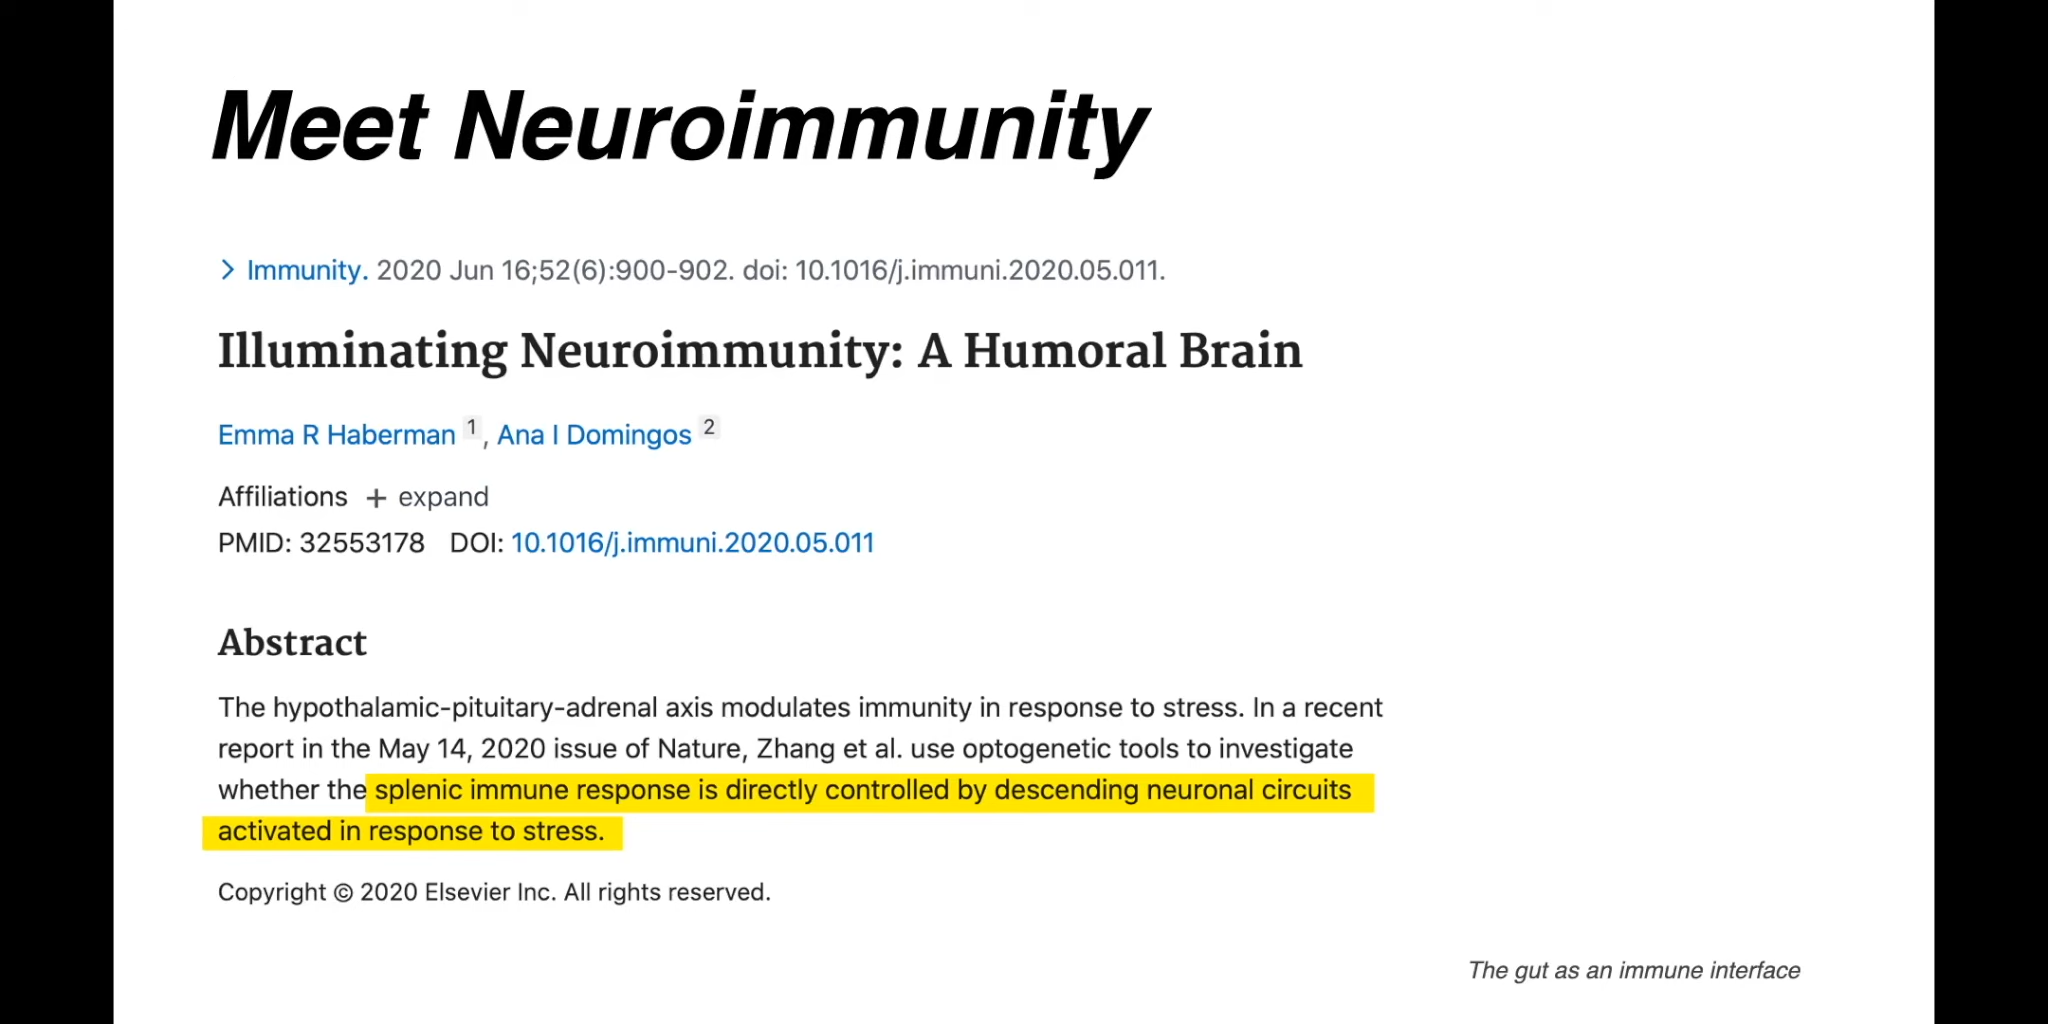 Meet Neuroimmunity
> Immunity. 2020 Jun 16;52(6):900-902. doi: 10.1016/j.immuni.2020.05.011.
Illuminating Neuroimmunity: A Humoral Brain
Emma R Haberman 1, Ana I Domingos 2
Affiliations + expand
PMID: 32553178 DOI: 10.1016/j.immuni.2020.05.011
Abstract
The hypothalamic-pituitary-adrenal axis modulates immunity in response to stress. In a recent
report in the May 14, 2020 issue of Nature, Zhang et al. use optogenetic tools to investigate
whether the splenic immune response is directly controlled by descending neuronal circuits
activated in response to stress.
Copyright © 2020 Elsevier Inc. All rights reserved.
The gut as an immune interface